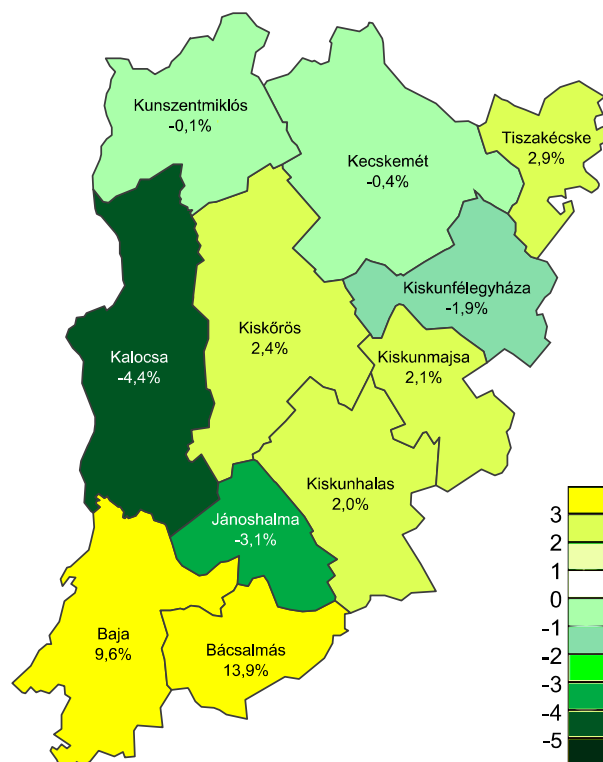 Kunszentmiklós
-0,1%
Kecskemét
-0,4%
Tiszakécske
2,9%
Kiskunfélegyháza
-1,9%
Kiskőrös
2,4%
Kalocsa
-4,4%
Kiskunmajsa
2,1%
Kiskunhalas
2,0%
Jánoshalma
-3,1%
Baja
9,6%
Bácsalmás
13,9%
3
2
1
0
-1
-2
-3
-4
-5